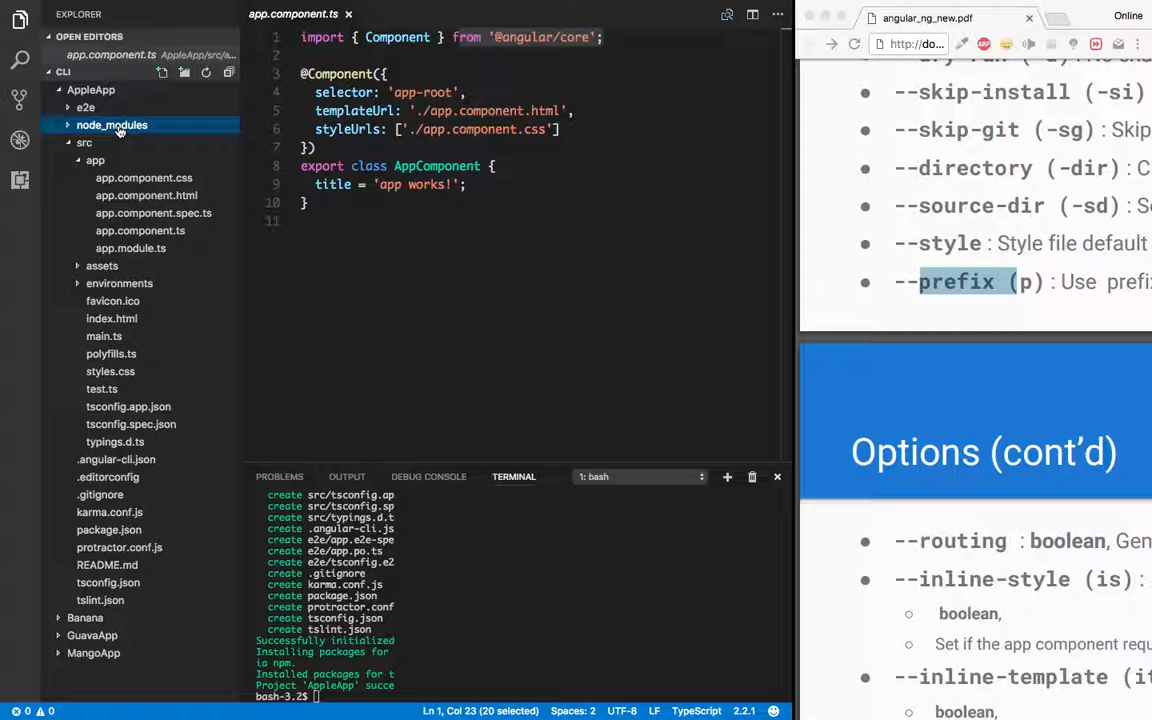 EXPLORER
OPEN EDITORS
app.component.ts AppleApp/src/a...
CLI
AppleApp
e2e
node_modules
src
app
app.component.css
app.component.html
app.component.spec.ts
app.component.ts
app.module.ts
assets
environments
favicon.ico
index.html
main.ts
polyfills.ts
styles.css
test.ts
tsconfig.app.json
tsconfig.spec.json
typings.d.ts
.angular-cli.json
.editorconfig
.gitignore
karma.conf.js
package.json
protractor.conf.js
README.md
tsconfig.json
tslint.json
Banana
GuavaApp
MangoApp
app.component.ts
1 import { Component } from '@angular/core';
2
3 @Component({
4 selector: 'app-root',
5 templateUrl: './app.component.html',
6 styleUrls: ['./app.component.css']
7 })
8 export class AppComponent {
9 title = 'app works!';
10 }
11
PROBLEMS OUTPUT DEBUG CONSOLE TERMINAL 1: bash
create src/tsconfig.ap
create src/tsconfig.sp
create src/typings.d.t
create .angular-cli.js
create e2e/app.e2e-spe
create e2e/app.po.ts
create e2e/tsconfig.e2
create .gitignore
create karma.conf.js
create package.json
create protractor.conf
create tsconfig.json
create tslint.json
Successfully initialized
Installing packages for
ia npm.
Installed packages for t
Project 'AppleApp' succe
bash-3.2$
0 0 Ln 1, Col 23 (20 selected) Spaces: 2 UTF-8 LF TypeScript 2.2.1
angular_ng_new.pdf
Online
http://do...
ABP
--skip-install (-si)
--skip-git (-sg) : Skip
--directory (-dir) : C
--source-dir (-sd) : S
--style : Style file default
--prefix (p) : Use prefix
Options (cont'd)
--routing : boolean, Gen
--inline-style (is) :
boolean,
Set if the app component requ
--inline-template (it
boolean,